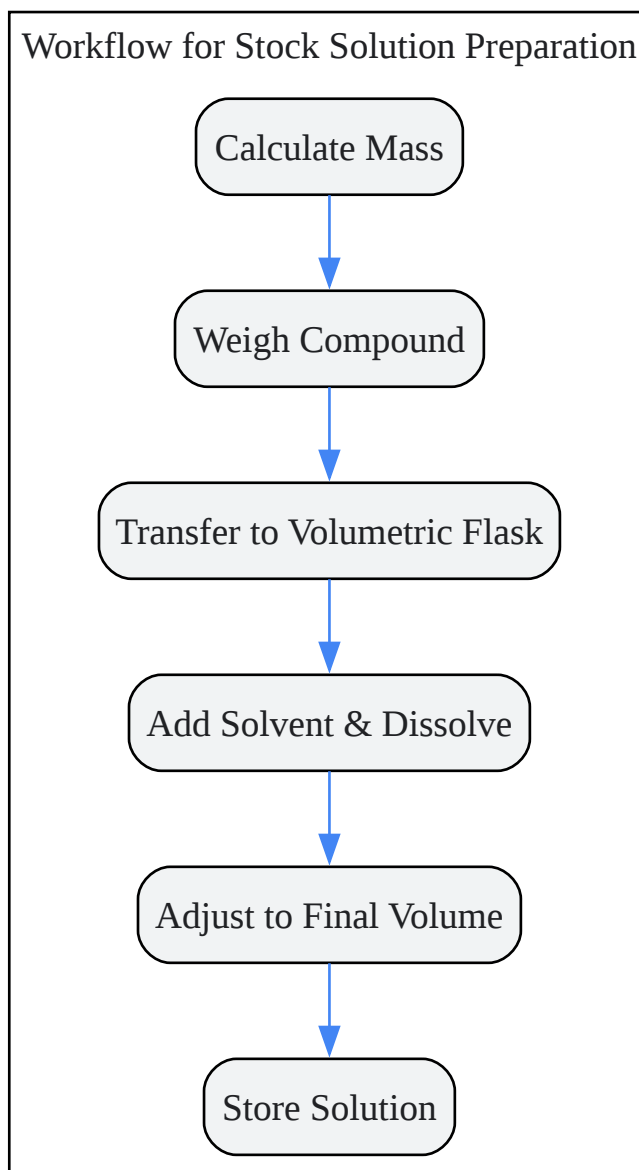 Workflow for Stock Solution Preparation
Calculate Mass
Weigh Compound
Transfer to Volumetric Flask
Add Solvent & Dissolve
Adjust to Final Volume
Store Solution